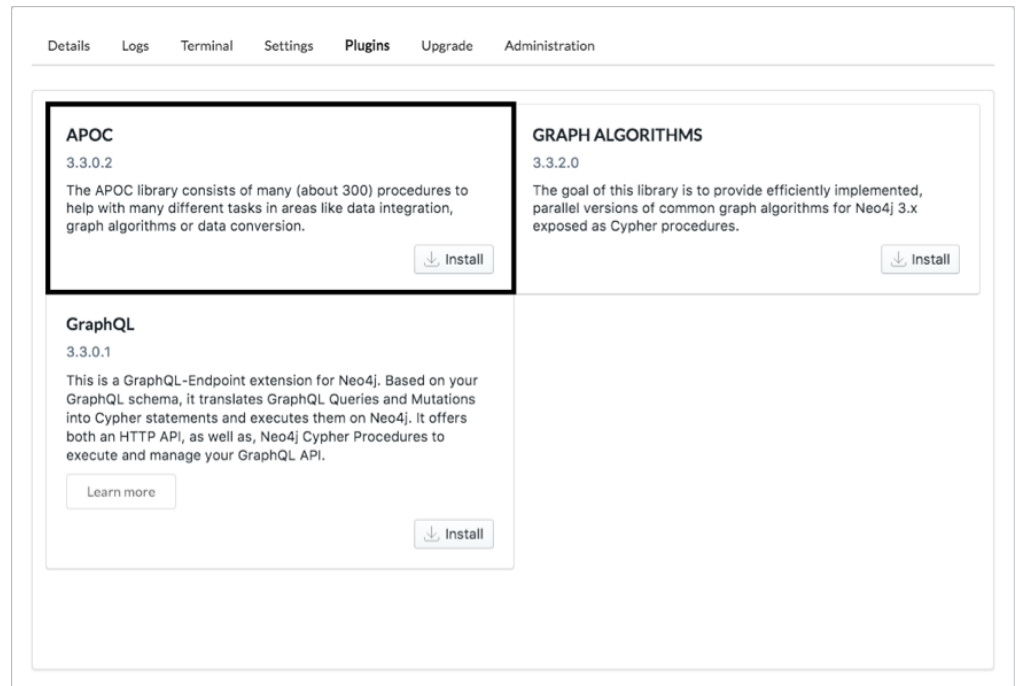 Details Logs Terminal Settings Plugins Upgrade Administration
APOC
3.3.0.2
The APOC library consists of many (about 300) procedures to
help with many different tasks in areas like data integration,
graph algorithms or data conversion.
Install
GRAPH ALGORITHMS
3.3.2.0
The goal of this library is to provide efficiently implemented,
parallel versions of common graph algorithms for Neo4j 3.x
exposed as Cypher procedures.
Install
GraphQL
3.3.0.1
This is a GraphQL-Endpoint extension for Neo4j. Based on your
GraphQL schema, it translates GraphQL Queries and Mutations
into Cypher statements and executes them on Neo4j. It offers
both an HTTP API, as well as, Neo4j Cypher Procedures to
execute and manage your GraphQL API.
Learn more
Install